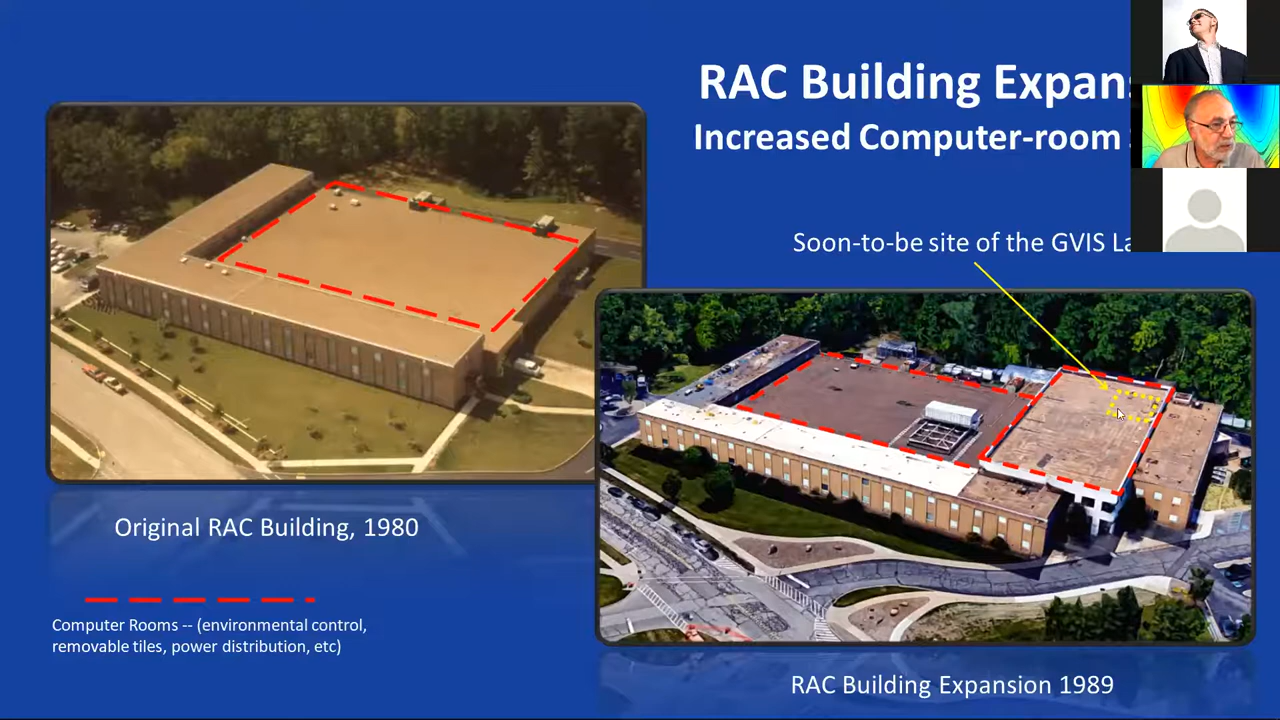 RAC Building Expans
Increased Computer-room
Soon-to-be site of the GVIS La
Original RAC Building, 1980
Computer Rooms -- (environmental control,
removable tiles, power distribution, etc)
RAC Building Expansion 1989